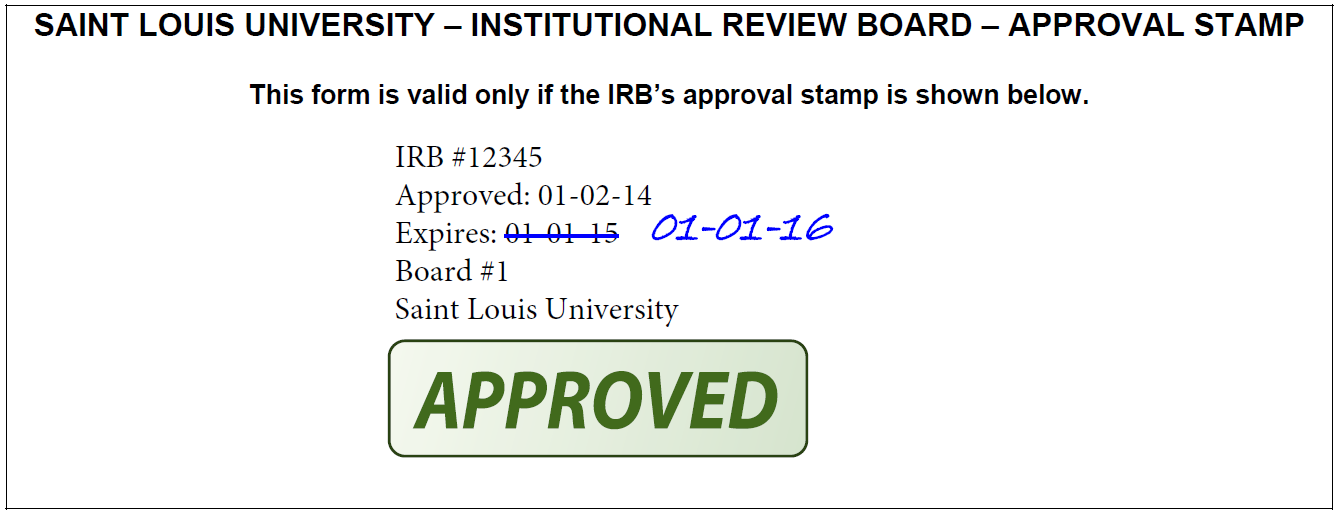 SAINT LOUIS UNIVERSITY – INSTITUTIONAL REVIEW BOARD – APPROVAL STAMP
This form is valid only if the IRB’s approval stamp is shown below.
IRB #12345
Approved: 01-02-14
Expires: 01-01-15 01-01-16
Board #1
Saint Louis University
APPROVED